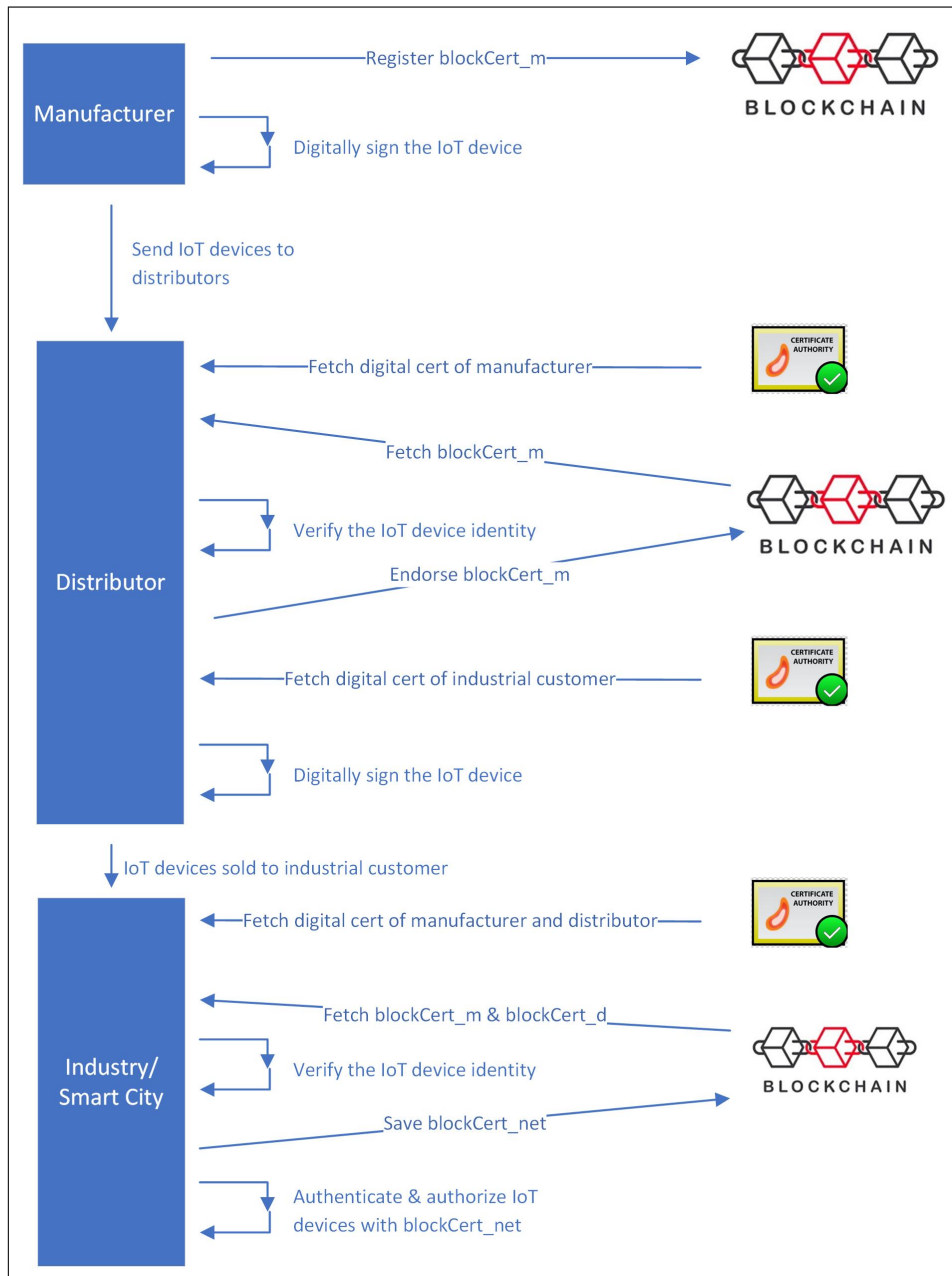 Register blockCert_m
BLOCKCHAIN
Manufacturer
Digitally sign the IoT device
Send IoT devices to
distributors
CERTIFICATE
AUTHORITY
Fetch digital cert of manufacturer
Fetch blockCert_m
BLOCKCHAIN
Verify the IoT device identity
Endorse blockCert_m
Distributor
CERTIFICATE
AUTHORITY
Fetch digital cert of industrial customer
Digitally sign the IoT device
IoT devices sold to industrial customer
CERTIFICATE
AUTHORITY
Fetch digital cert of manufacturer and distributor
Fetch blockCert_m & blockCert_d
Industry/
Smart City
Verify the IoT device identity
BLOCKCHAIN
Save blockCert_net
Authenticate & authorize IoT
devices with blockCert_net